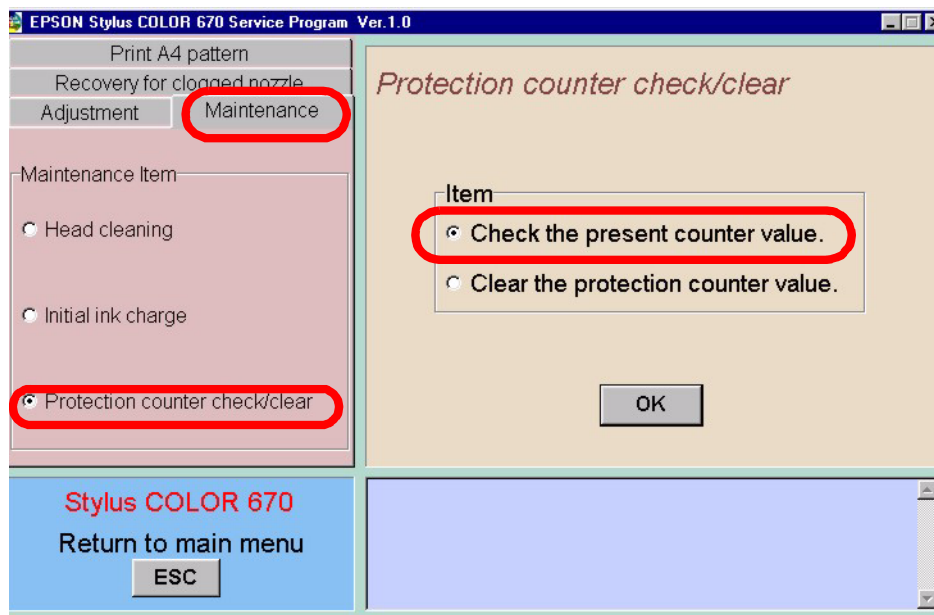 EPSON Stylus COLOR 670 Service Program Ver.1.0
Print A4 pattern
Recovery for clogged nozzle
Adjustment
Maintenance
Maintenance Item
Head cleaning
Initial ink charge
Protection counter check/clear
Protection counter check/clear
Item
Check the present counter value.
Clear the protection counter value.
OK
Stylus COLOR 670
Return to main menu
ESC